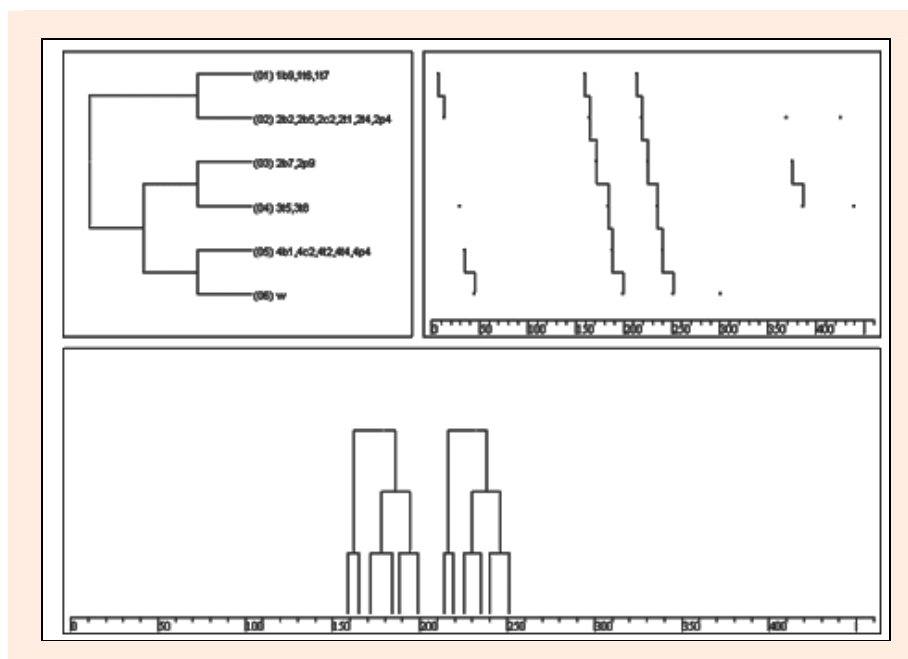 (01) 1b9,1t6,1t7
(02) 2b2,2b5,2c2,2t1,2t4,2p4
(03) 2b7,2p9
(04) 3t5,3t8
(05) 4b1,4c2,4t2,4t4,4p4
(06) w
0 50 100 150 200 250 300 350 400
0 50 100 150 200 250 300 350 400